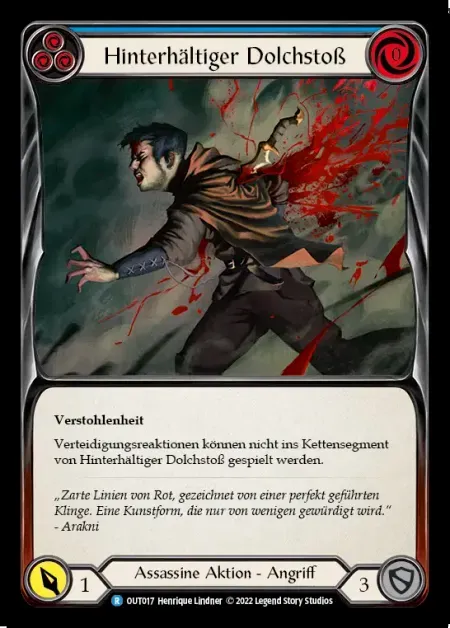 Hinterhältiger Dolchstoß
0
Verstohlenheit
Verteidigungsreaktionen können nicht ins Kettensegment
von Hinterhältiger Dolchstoß gespielt werden.
„Zarte Linien von Rot, gezeichnet von einer perfekt geführten
Klinge. Eine Kunstform, die nur von wenigen gewürdigt wird.“
- Arakni
1
Assassine Aktion - Angriff
3
R OUT017 Henrique Lindner © 2022 Legend Story Studios